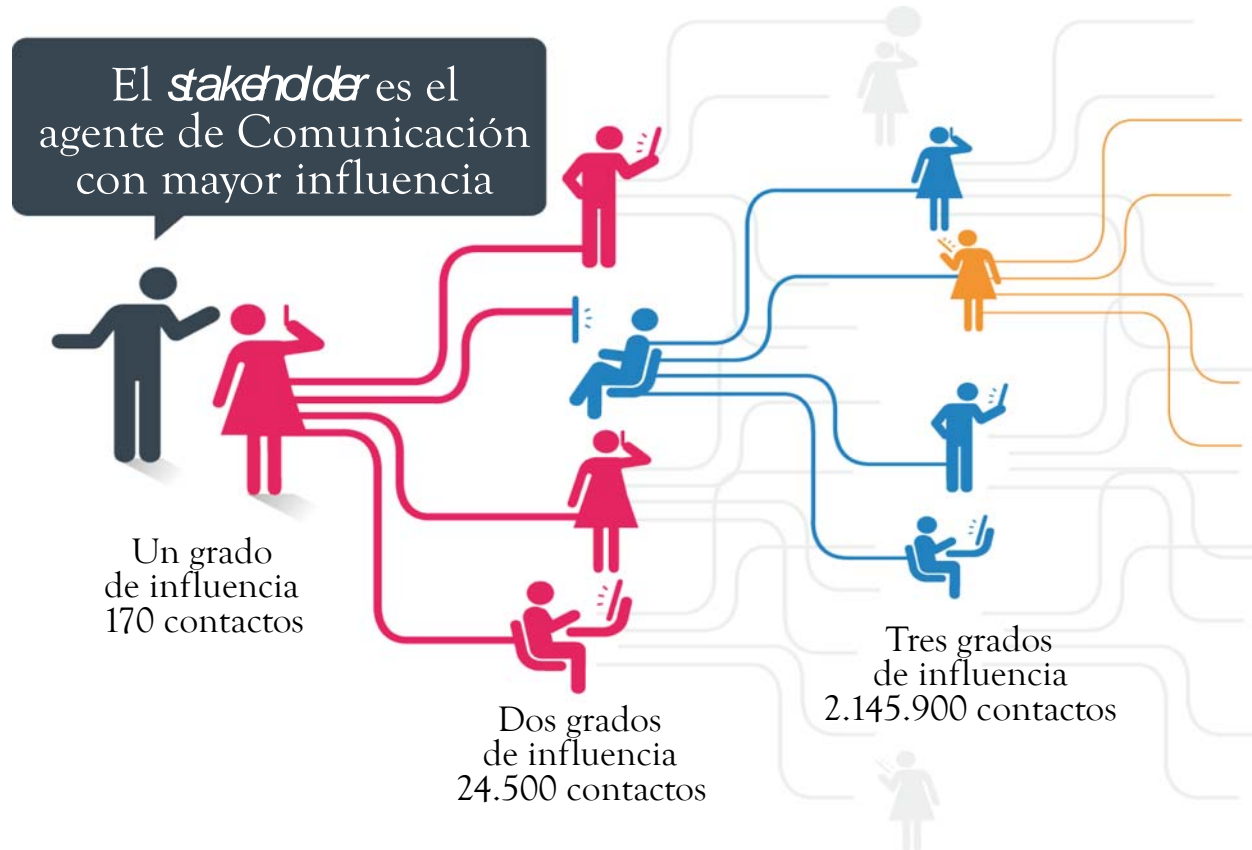 El stakeholder es el
agente de Comunicación
con mayor influencia
Un grado
de influencia
170 contactos
Dos grados
de influencia
24.500 contactos
Tres grados
de influencia
2.145.900 contactos